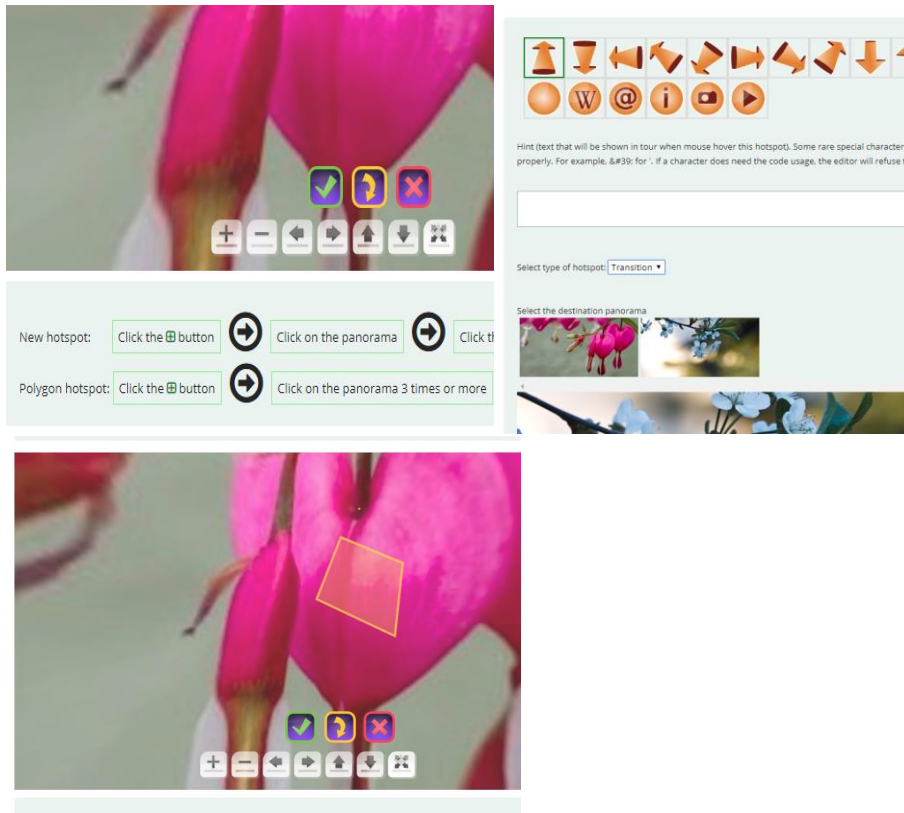 New hotspot: Click the button Click on the panorama Click th
Polygon hotspot: Click the button Click on the panorama 3 times or more
W @ i
Hint (text that will be shown in tour when mouse hover this hotspot). Some rare special character
properly. For example, &#39; for '. If a character does need the code usage, the editor will refuse
Select type of hotspot: Transition
Select the destination panorama